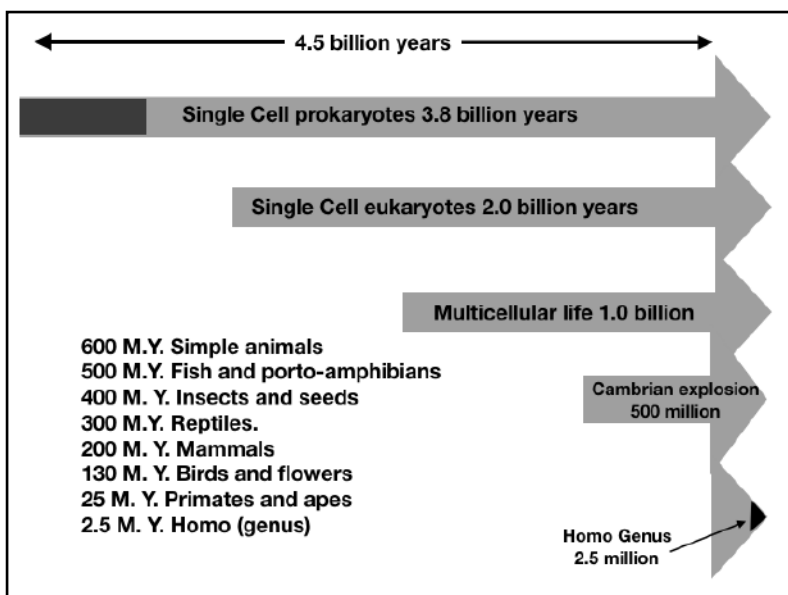 4.5 billion years
Single Cell prokaryotes 3.8 billion years
Single Cell eukaryotes 2.0 billion years
Multicellular life 1.0 billion
600 M.Y. Simple animals
500 M.Y. Fish and porto-amphibians
400 M. Y. Insects and seeds
300 M.Y. Reptiles.
200 M. Y. Mammals
130 M. Y. Birds and flowers
25 M. Y. Primates and apes
2.5 M. Y. Homo (genus)
Cambrian explosion
500 million
Homo Genus
2.5 million